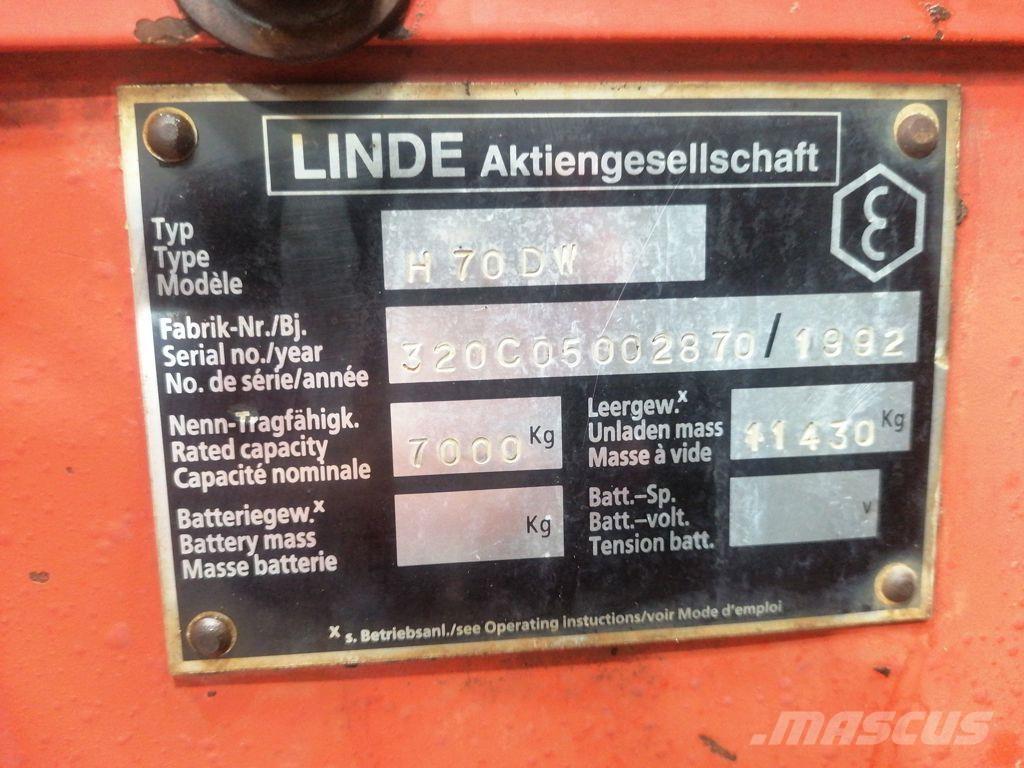 LINDE Aktiengesellschaft
Typ
Type
Modèle
H 70 DW
Fabrik-Nr./Bj.
Serial no./year
No. de série/année
320C05002870 / 1992
Nenn-Tragfähigk.
Rated capacity
Capacité nominale
7000 Kg
Leergew.x
Unladen mass
Masse à vide
11430 Kg
Batteriegew.x
Battery mass
Masse batterie
Kg
Batt.-Sp.
Batt.-volt.
Tension batt.
V
x s. Betriebsanl./see Operating instuctions/voir Mode d'emploi
MASCUS